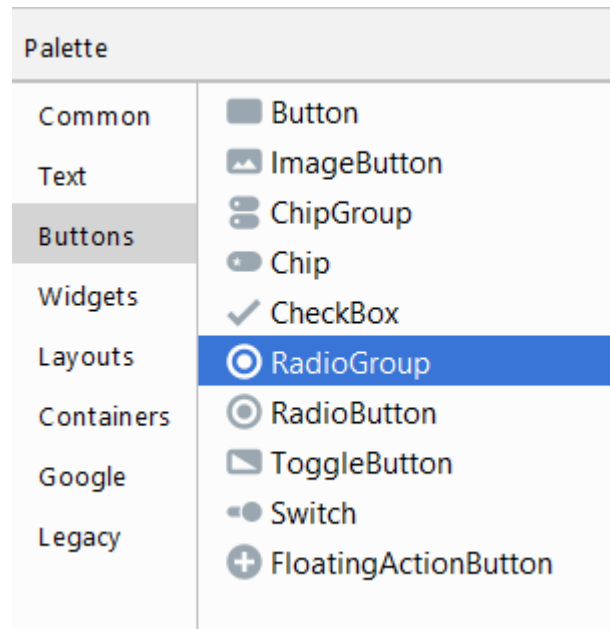 Palette
Common
Text
Buttons
Widgets
Layouts
Containers
Google
Legacy
Button
ImageButton
ChipGroup
Chip
CheckBox
RadioGroup
RadioButton
ToggleButton
Switch
FloatingActionButton